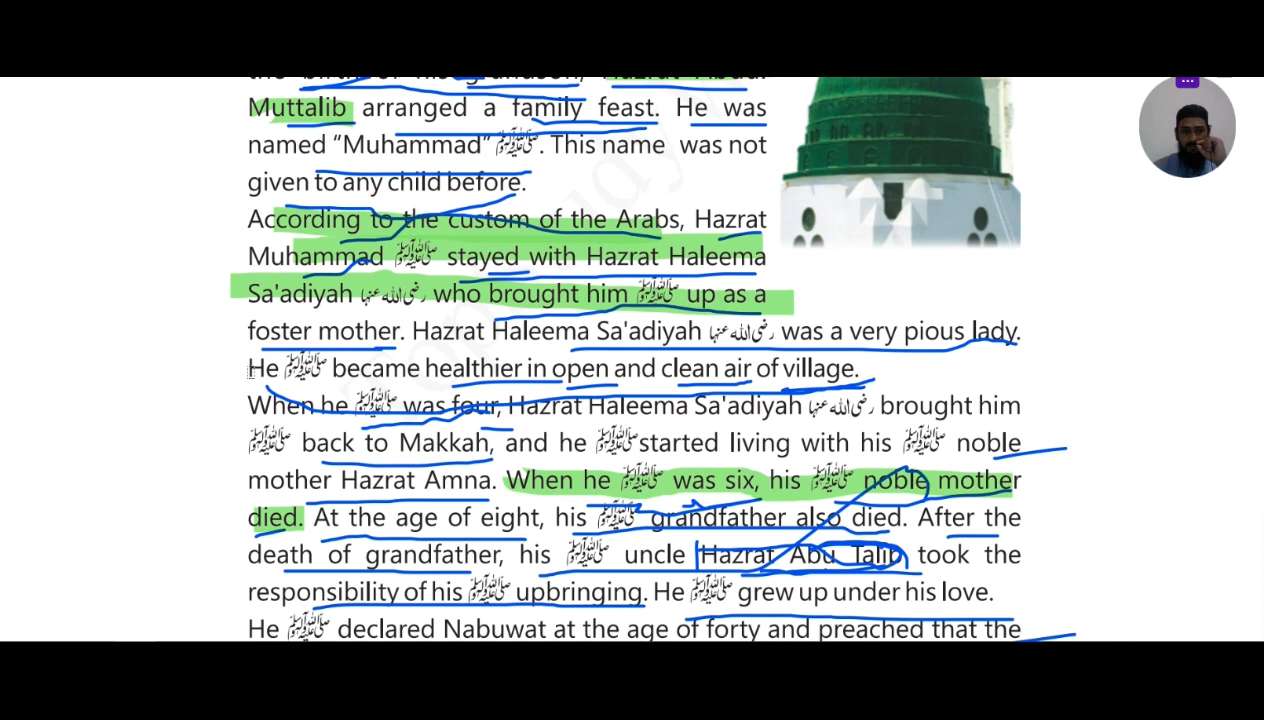 the birth of his grandson, Hazrat Abdul
Muttalib arranged a family feast. He was
named “Muhammad” ﷺ. This name was not
given to any child before.
According to the custom of the Arabs, Hazrat
Muhammad ﷺ stayed with Hazrat Haleema
Sa'adiyah رضی اللہ عنہا who brought him ﷺ up as a
foster mother. Hazrat Haleema Sa'adiyah رضی اللہ عنہا was a very pious lady.
He ﷺ became healthier in open and clean air of village.
When he ﷺ was four, Hazrat Haleema Sa'adiyah رضی اللہ عنہا brought him
ﷺ back to Makkah, and he ﷺ started living with his ﷺ noble
mother Hazrat Amna. When he ﷺ was six, his ﷺ noble mother
died. At the age of eight, his ﷺ grandfather also died. After the
death of grandfather, his ﷺ uncle Hazrat Abu Talib took the
responsibility of his ﷺ upbringing. He ﷺ grew up under his love.
He ﷺ declared Nabuwat at the age of forty and preached that the